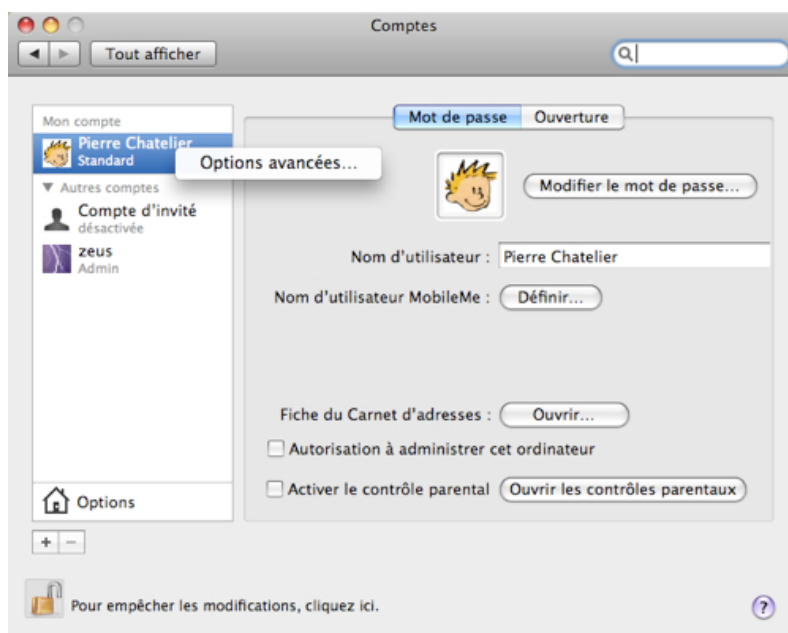 Comptes
Tout afficher
Mon compte
Pierre Chatelier
Standard
Options avancées...
Autres comptes
Compte d'invité
désactivée
zeus
Admin
Options
+ −
Mot de passe
Ouverture
Modifier le mot de passe...
Nom d'utilisateur : Pierre Chatelier
Nom d'utilisateur MobileMe : Définir...
Fiche du Carnet d'adresses : Ouvrir...
Autorisation à administrer cet ordinateur
Activer le contrôle parental Ouvrir les contrôles parentaux
Pour empêcher les modifications, cliquez ici.
?